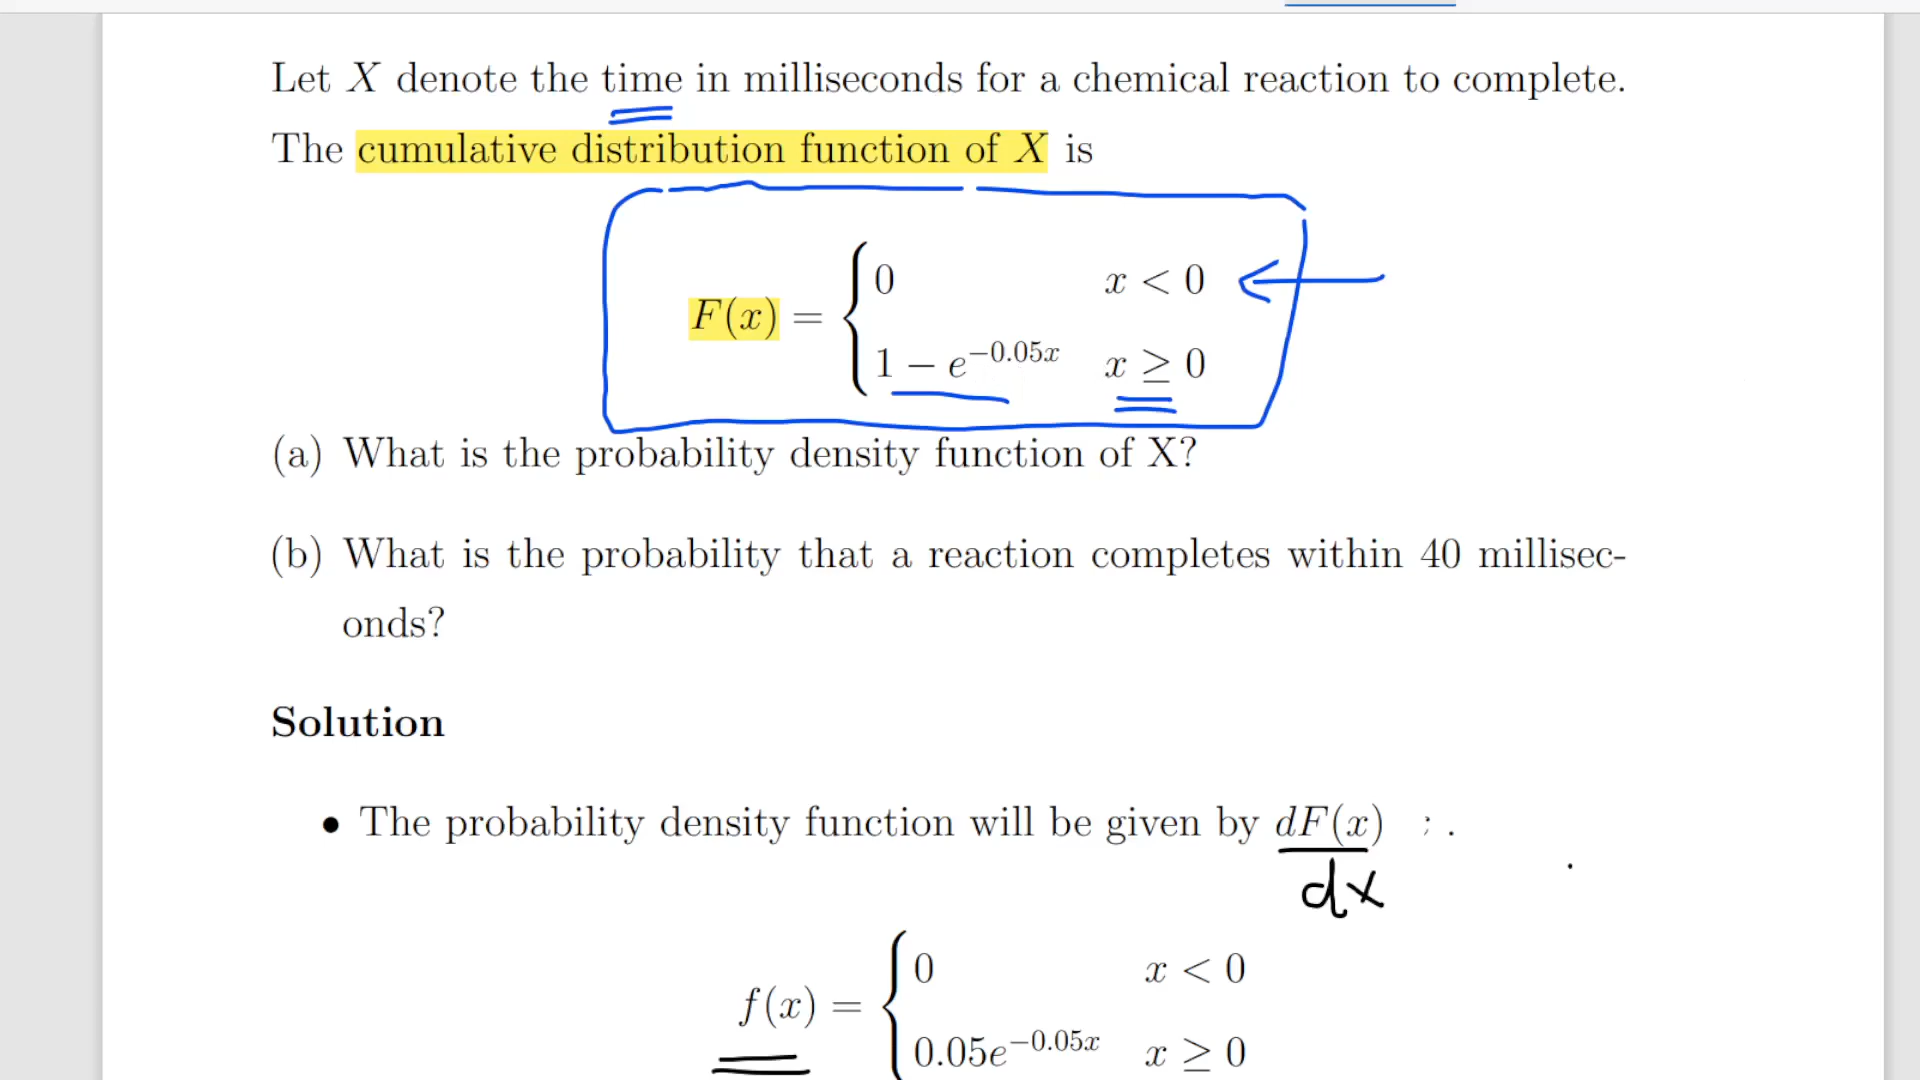 Let X denote the time in milliseconds for a chemical reaction to complete.
The cumulative distribution function of X is
F(x) = { 0 x < 0
1 − e^{−0.05x} x ≥ 0
(a) What is the probability density function of X?
(b) What is the probability that a reaction completes within 40 millisec-
onds?
Solution
• The probability density function will be given by dF(x) .
dx
f(x) = { 0 x < 0
0.05e^{−0.05x} x ≥ 0